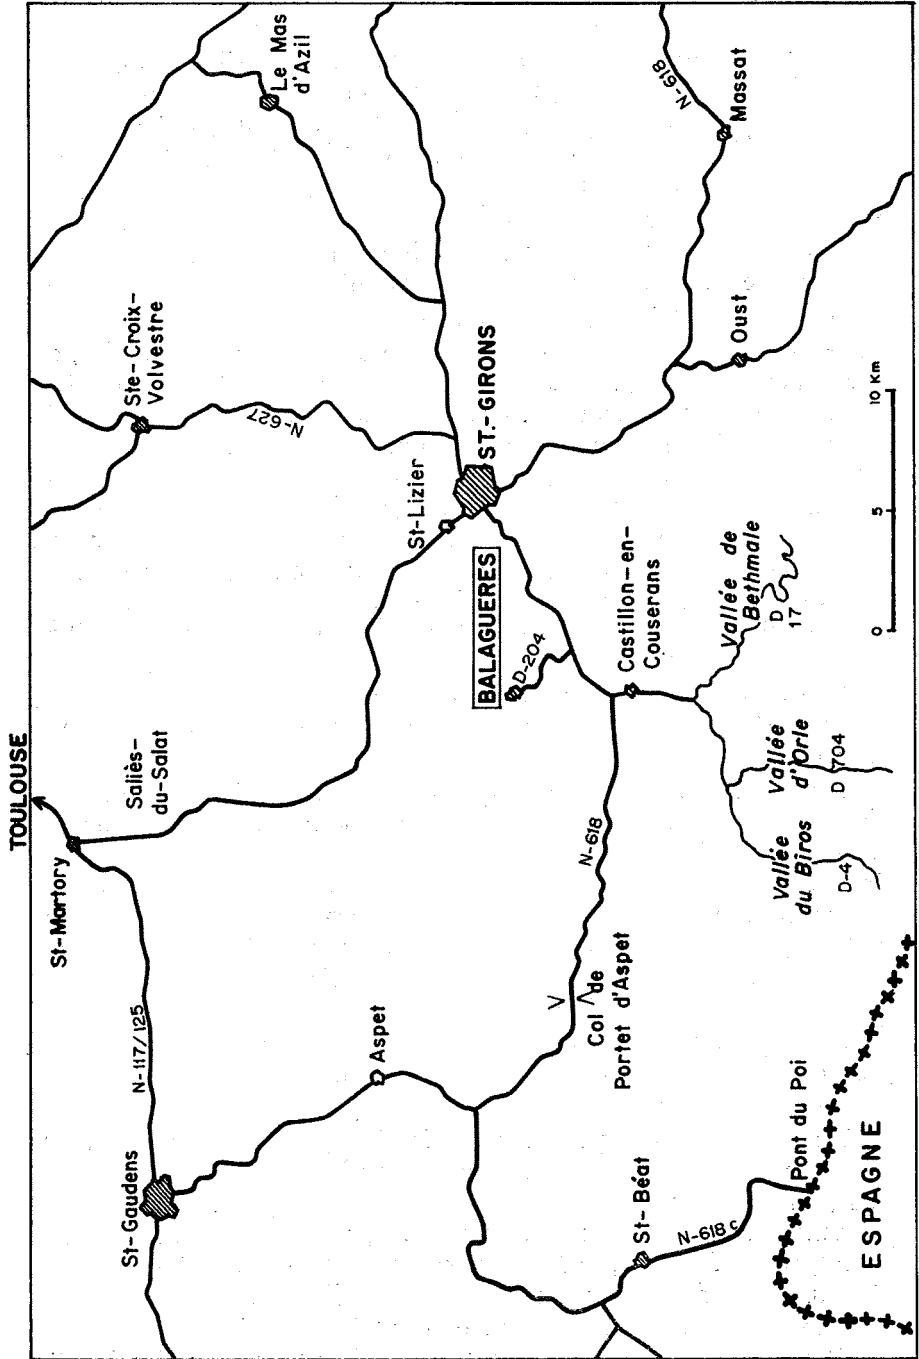 TOULOUSE
St-Martory
Saliès-
du-Salat
Ste-Croix-
Volvestre
Le Mas
d'Azil
N-627
N-117/125
St-Gaudens
St-Lizier
ST.-GIRONS
BALAGUERES
D-204
Aspet
Castillon-en-
Couserans
N-618
N-618
Massat
Oust
Col de
Portet d'Aspet
Vallée de
Bethmale
D
17
Vallée
d'Orle
D 704
Vallée
du Biros
D-4
St-Béat
N-618 c
Pont du Poi
ESPAGNE
0 5 10 Km